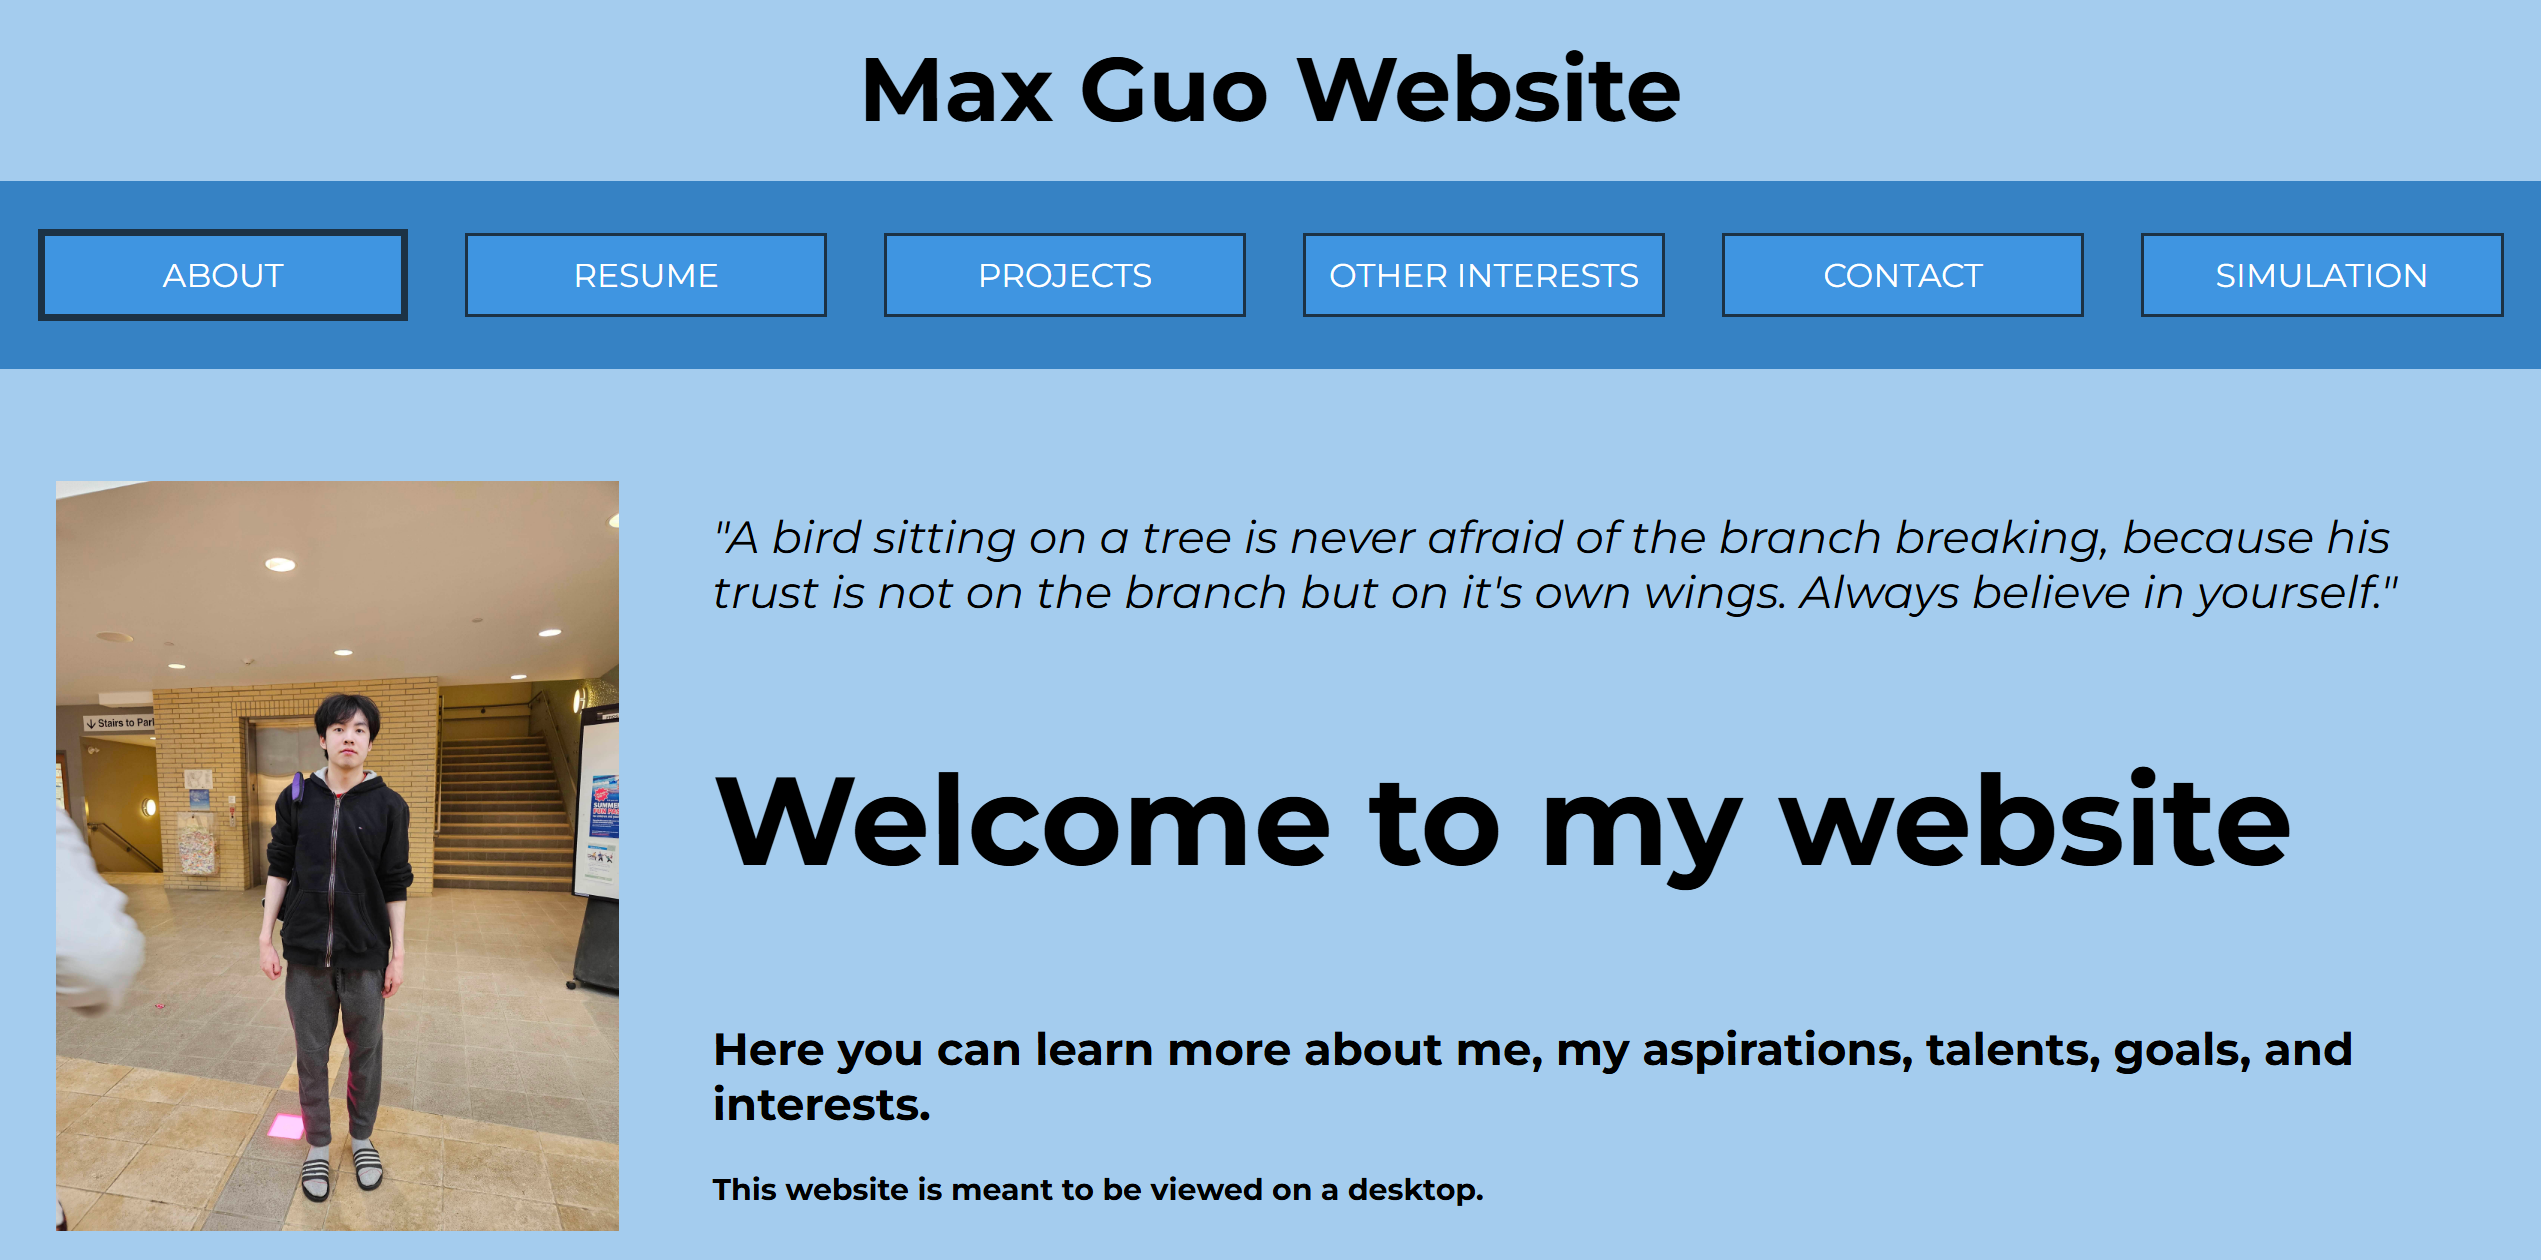 Max Guo Website
ABOUT
RESUME
PROJECTS
OTHER INTERESTS
CONTACT
SIMULATION
"A bird sitting on a tree is never afraid of the branch breaking, because his
trust is not on the branch but on it's own wings. Always believe in yourself."
Welcome to my website
Here you can learn more about me, my aspirations, talents, goals, and
interests.
This website is meant to be viewed on a desktop.
Stairs to Parl
SUMMER
FUN